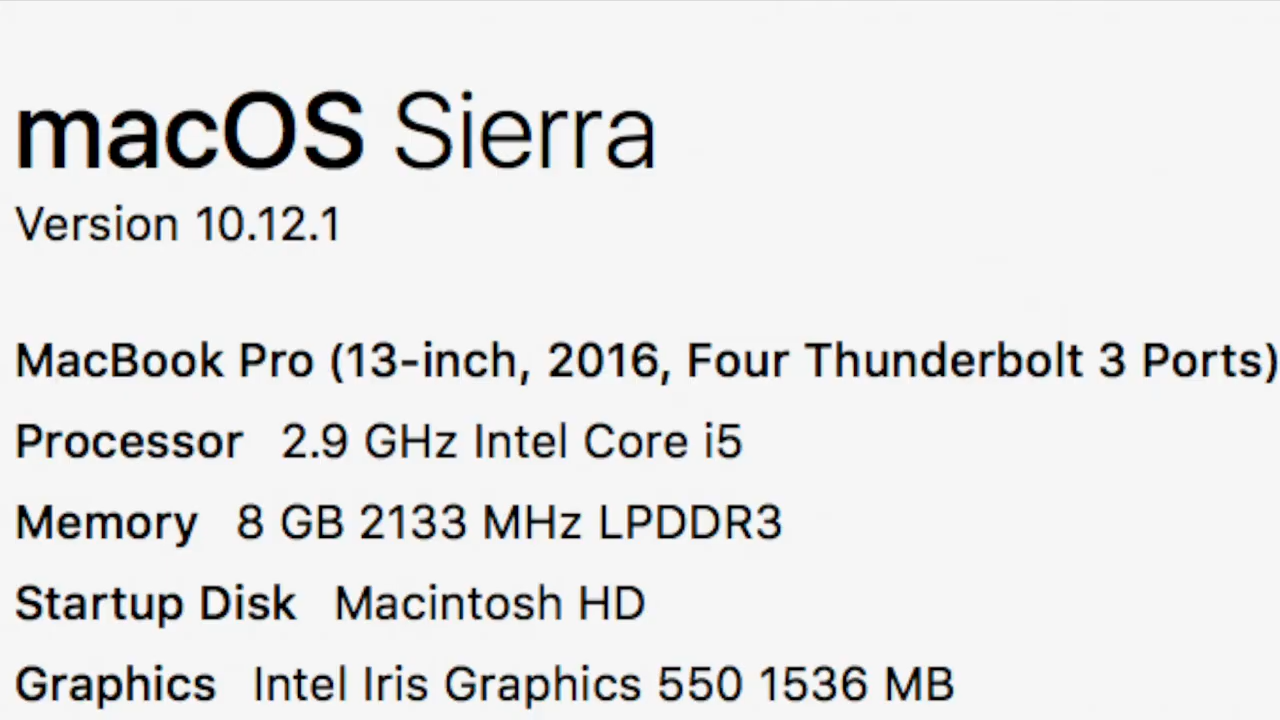 macOS Sierra
Version 10.12.1
MacBook Pro (13-inch, 2016, Four Thunderbolt 3 Ports)
Processor 2.9 GHz Intel Core i5
Memory 8 GB 2133 MHz LPDDR3
Startup Disk Macintosh HD
Graphics Intel Iris Graphics 550 1536 MB